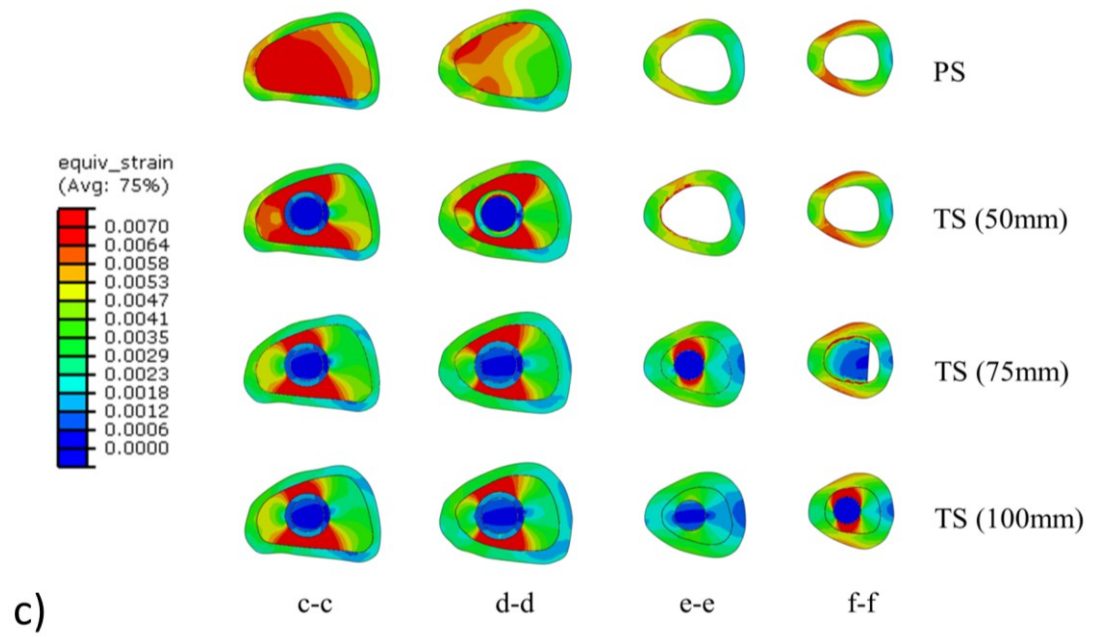 PS
equiv_strain
(Avg: 75%)
0.0070
0.0064
0.0058
0.0053
0.0047
0.0041
0.0035
0.0029
0.0023
0.0018
0.0012
0.0006
0.0000
TS (50mm)
TS (75mm)
TS (100mm)
c) c-c d-d e-e f-f